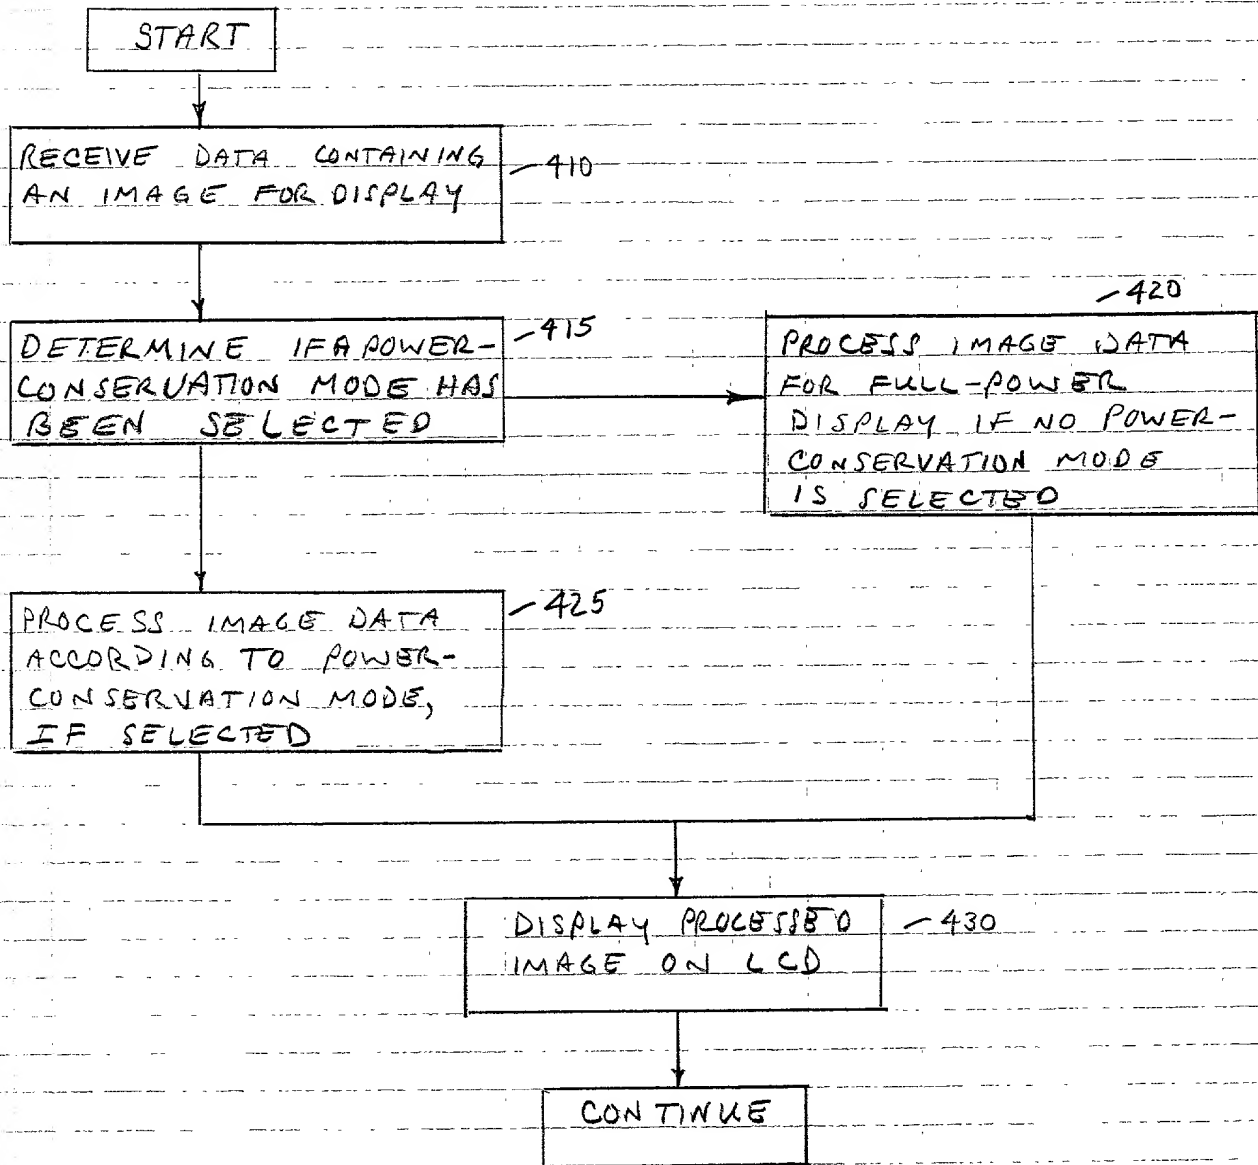 START
RECEIVE DATA CONTAINING
AN IMAGE FOR DISPLAY
410
DETERMINE IF A POWER-
CONSERVATION MODE HAS
BEEN SELECTED
415
420
PROCESS IMAGE DATA
FOR FULL-POWER
DISPLAY IF NO POWER-
CONSERVATION MODE
IS SELECTED
PROCESS IMAGE DATA
ACCORDING TO POWER-
CONSERVATION MODE,
IF SELECTED
425
DISPLAY PROCESSED
IMAGE ON LCD
430
CONTINUE